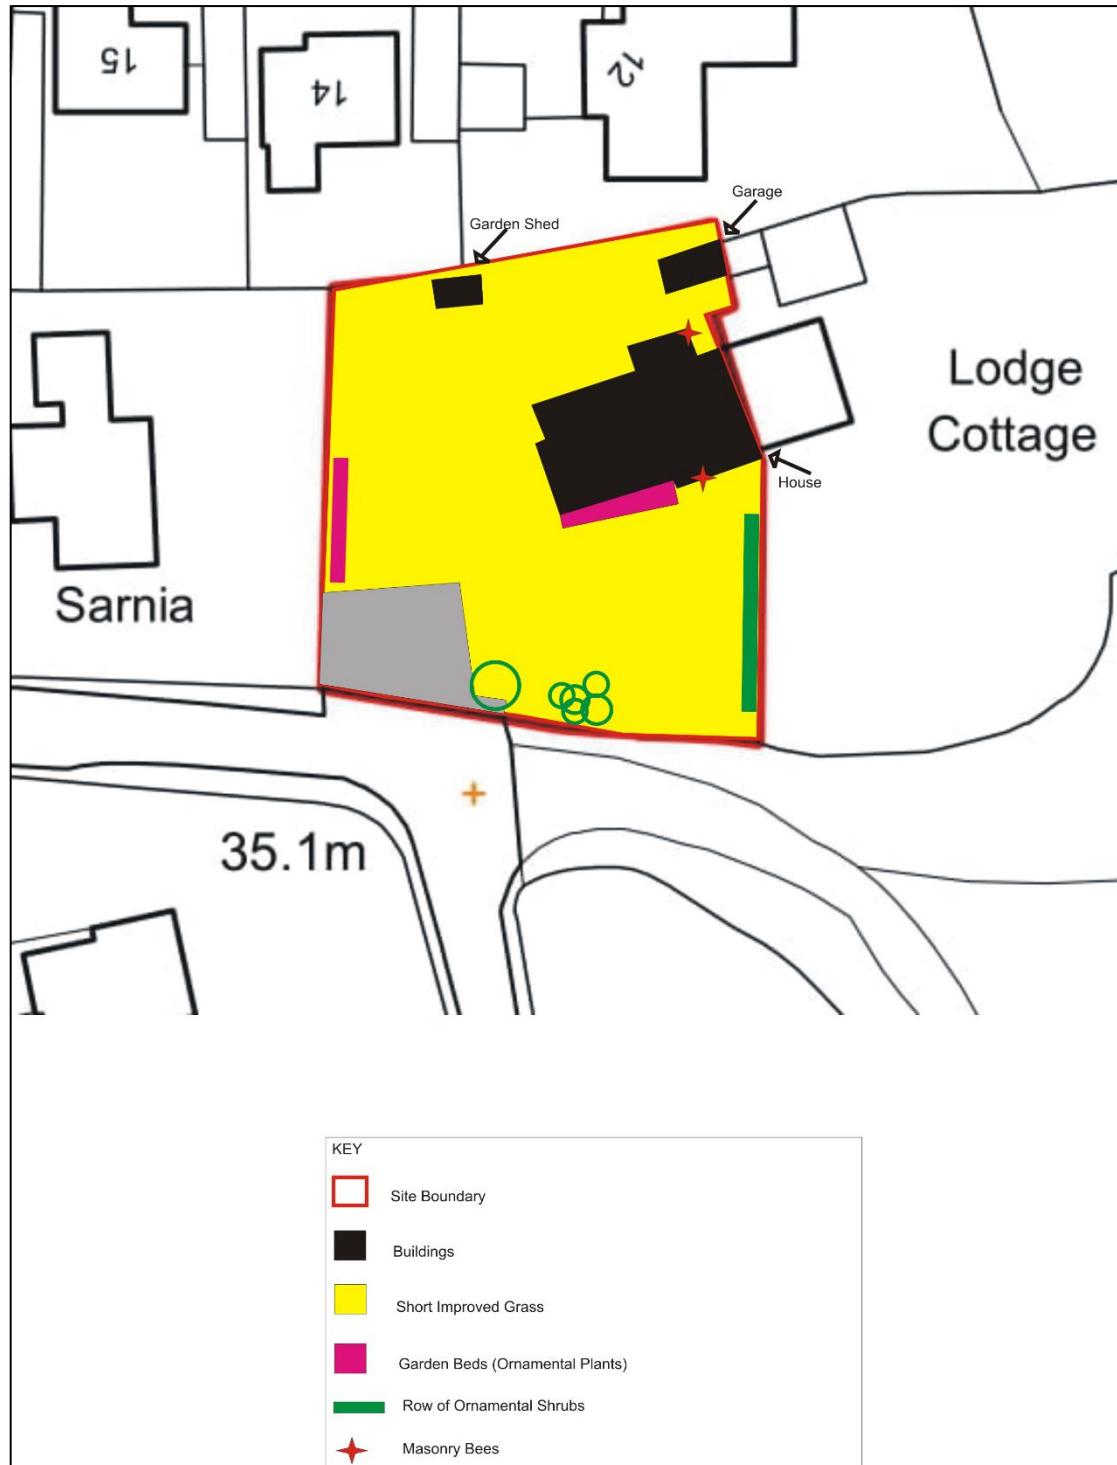 15
14
12
Garage
Garden Shed
Lodge
Cottage
House
Sarnia
35.1m
KEY
Site Boundary
Buildings
Short Improved Grass
Garden Beds (Ornamental Plants)
Row of Ornamental Shrubs
Masonry Bees